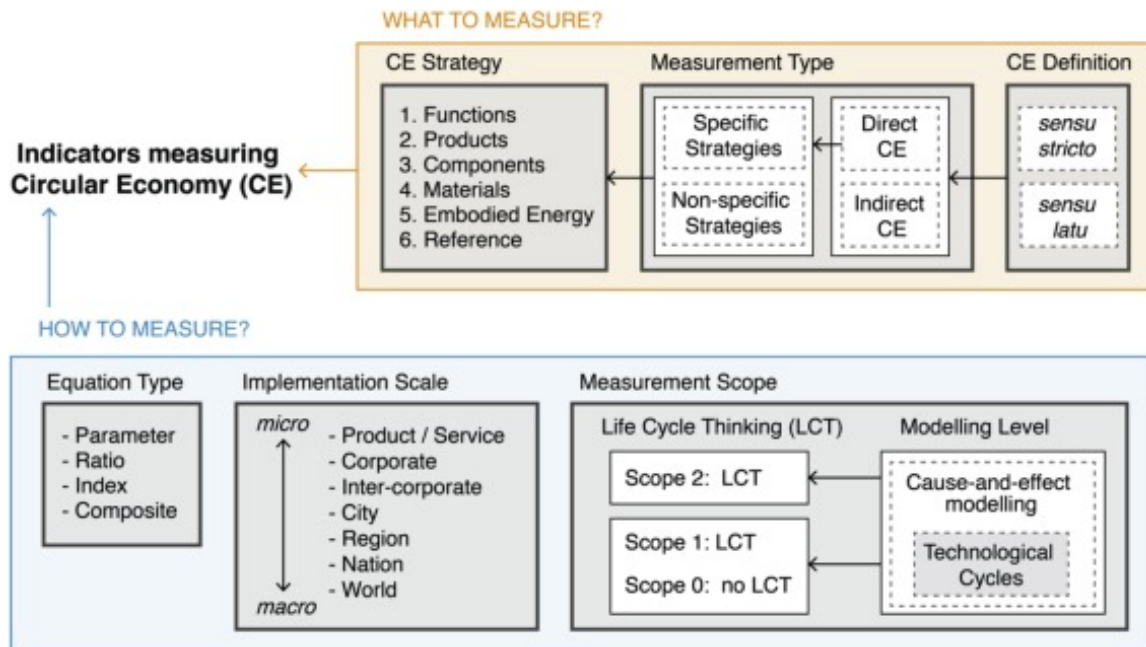 WHAT TO MEASURE?
CE Strategy
1. Functions
2. Products
3. Components
4. Materials
5. Embodied Energy
6. Reference
Measurement Type
Specific
Strategies
Non-specific
Strategies
Direct
CE
Indirect
CE
CE Definition
sensu
stricto
sensu
latu
Indicators measuring
Circular Economy (CE)
HOW TO MEASURE?
Equation Type
- Parameter
- Ratio
- Index
- Composite
Implementation Scale
micro
macro
- Product / Service
- Corporate
- Inter-corporate
- City
- Region
- Nation
- World
Measurement Scope
Life Cycle Thinking (LCT)
Scope 2: LCT
Scope 1: LCT
Scope 0: no LCT
Modelling Level
Cause-and-effect
modelling
Technological
Cycles